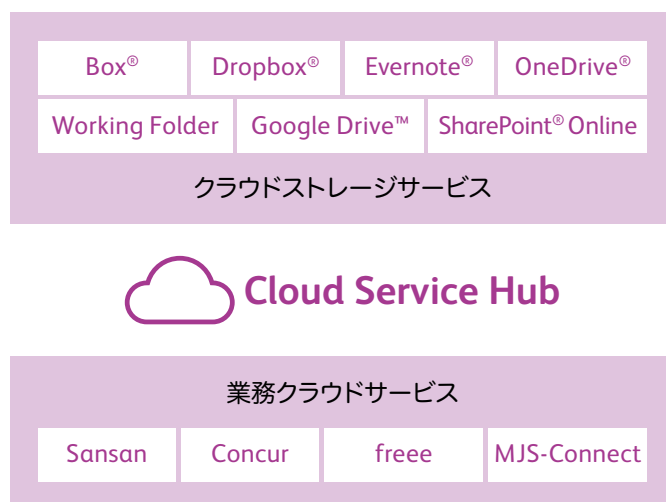 Box® Dropbox® Evernote® OneDrive®
Working Folder Google Drive™ SharePoint® Online
クラウドストレージサービス
Cloud Service Hub
業務クラウドサービス
Sansan Concur freee MJS-Connect